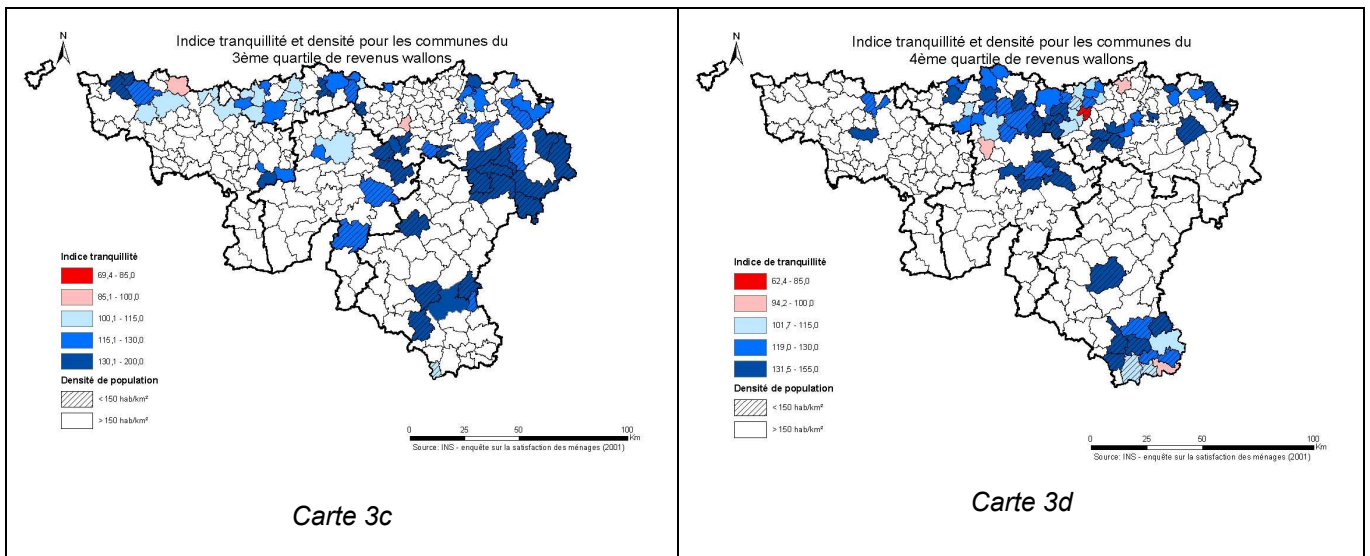 N
Indice tranquillité et densité pour les communes du
3ème quartile de revenus wallons
Indice tranquillité
69,4 - 85,0
85,1 - 100,0
100,1 - 115,0
115,1 - 130,0
130,1 - 200,0
Densité de population
< 150 hab/km²
> 150 hab/km²
0 25 50 100
Km
Source: INS - enquête sur la satisfaction des ménages (2001)
Carte 3c
N
Indice tranquillité et densité pour les communes du
4ème quartile de revenus wallons
Indice de tranquillité
62,4 - 85,0
94,2 - 100,0
101,7 - 115,0
119,0 - 130,0
131,5 - 155,0
Densité de population
< 150 hab/km²
> 150 hab/km²
0 25 50 100
Km
Source: INS - enquête sur la satisfaction des ménages (2001)
Carte 3d